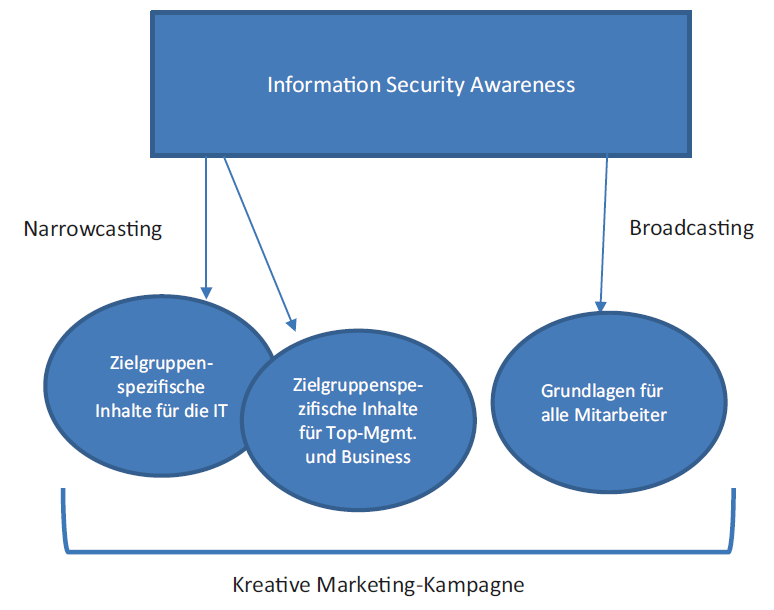 Information Security Awareness
Narrowcasting
Broadcasting
Zielgruppen-
spezifische
Inhalte für die IT
Zielgruppenspe-
zifische Inhalte
für Top-Mgmt.
und Business
Grundlagen für
alle Mitarbeiter
Kreative Marketing-Kampagne